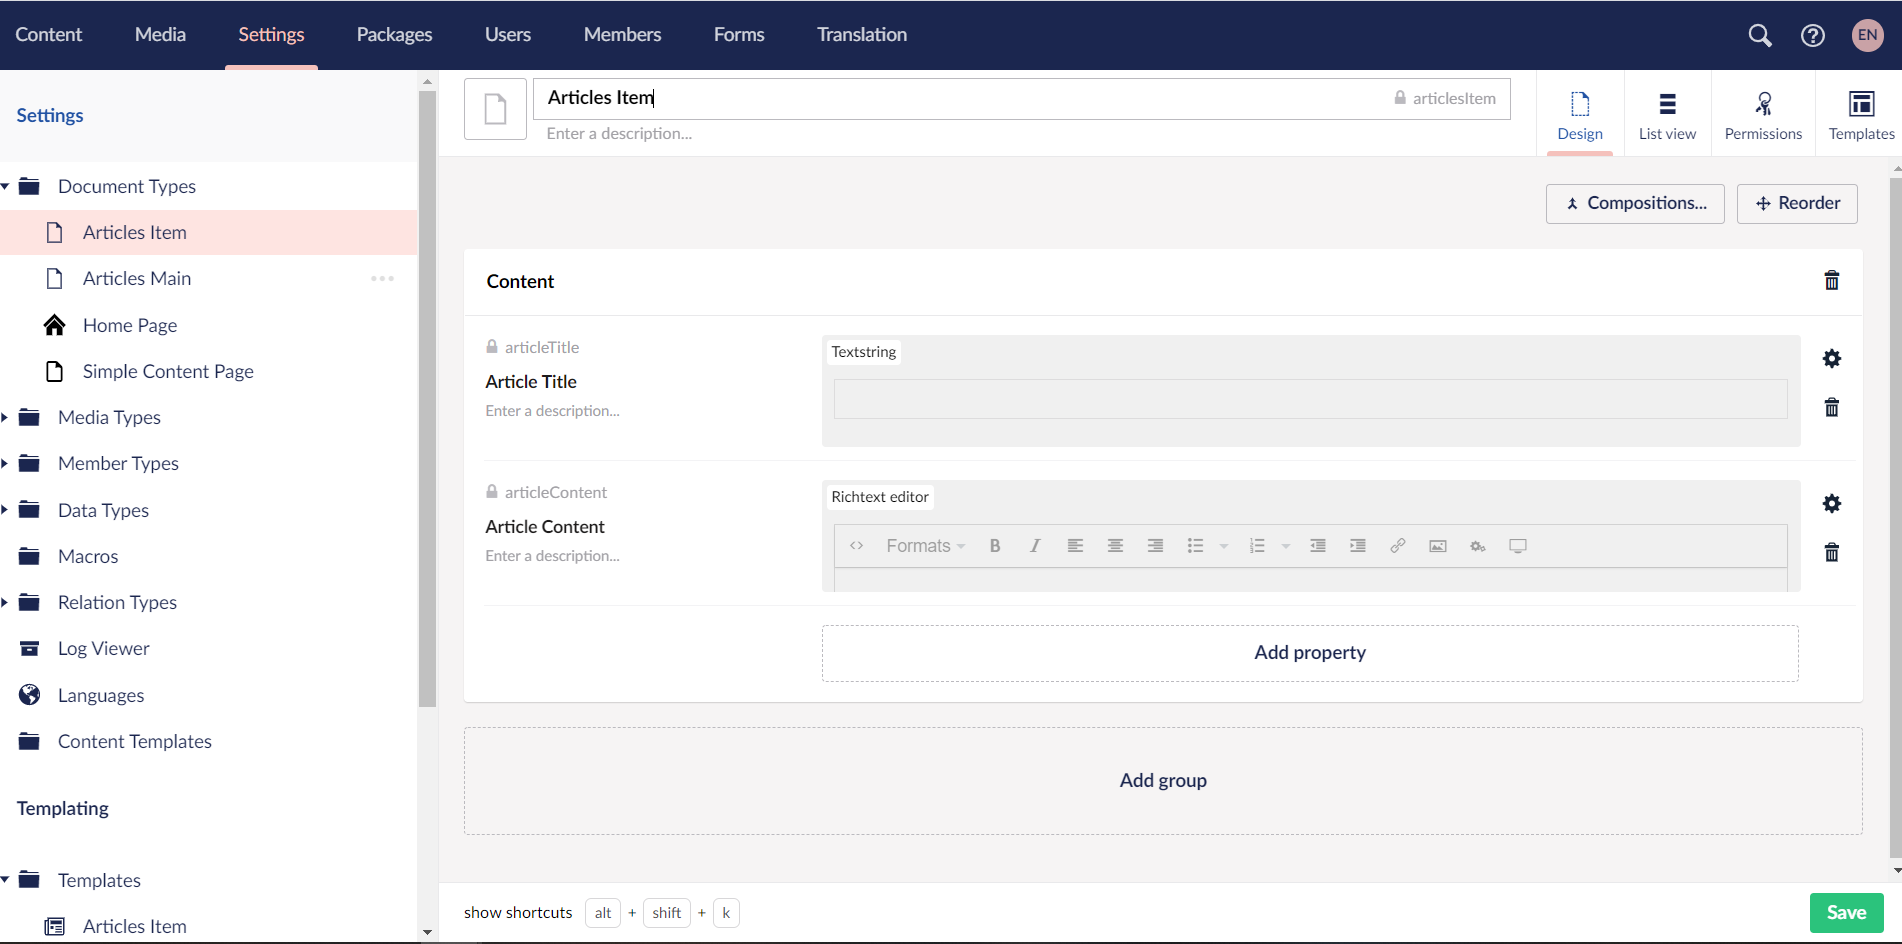 Content Media Settings Packages Users Members Forms Translation EN
Settings
Document Types
Articles Item
Articles Main
Home Page
Simple Content Page
Media Types
Member Types
Data Types
Macros
Relation Types
Log Viewer
Languages
Content Templates
Templating
Templates
Articles Item
Articles Item articlesItem
Enter a description...
Design List view Permissions Templates
Compositions... Reorder
Content
articleTitle
Article Title
Enter a description...
Textstring
articleContent
Article Content
Enter a description...
Richtext editor
Formats B I
Add property
Add group
show shortcuts alt + shift + k
Save